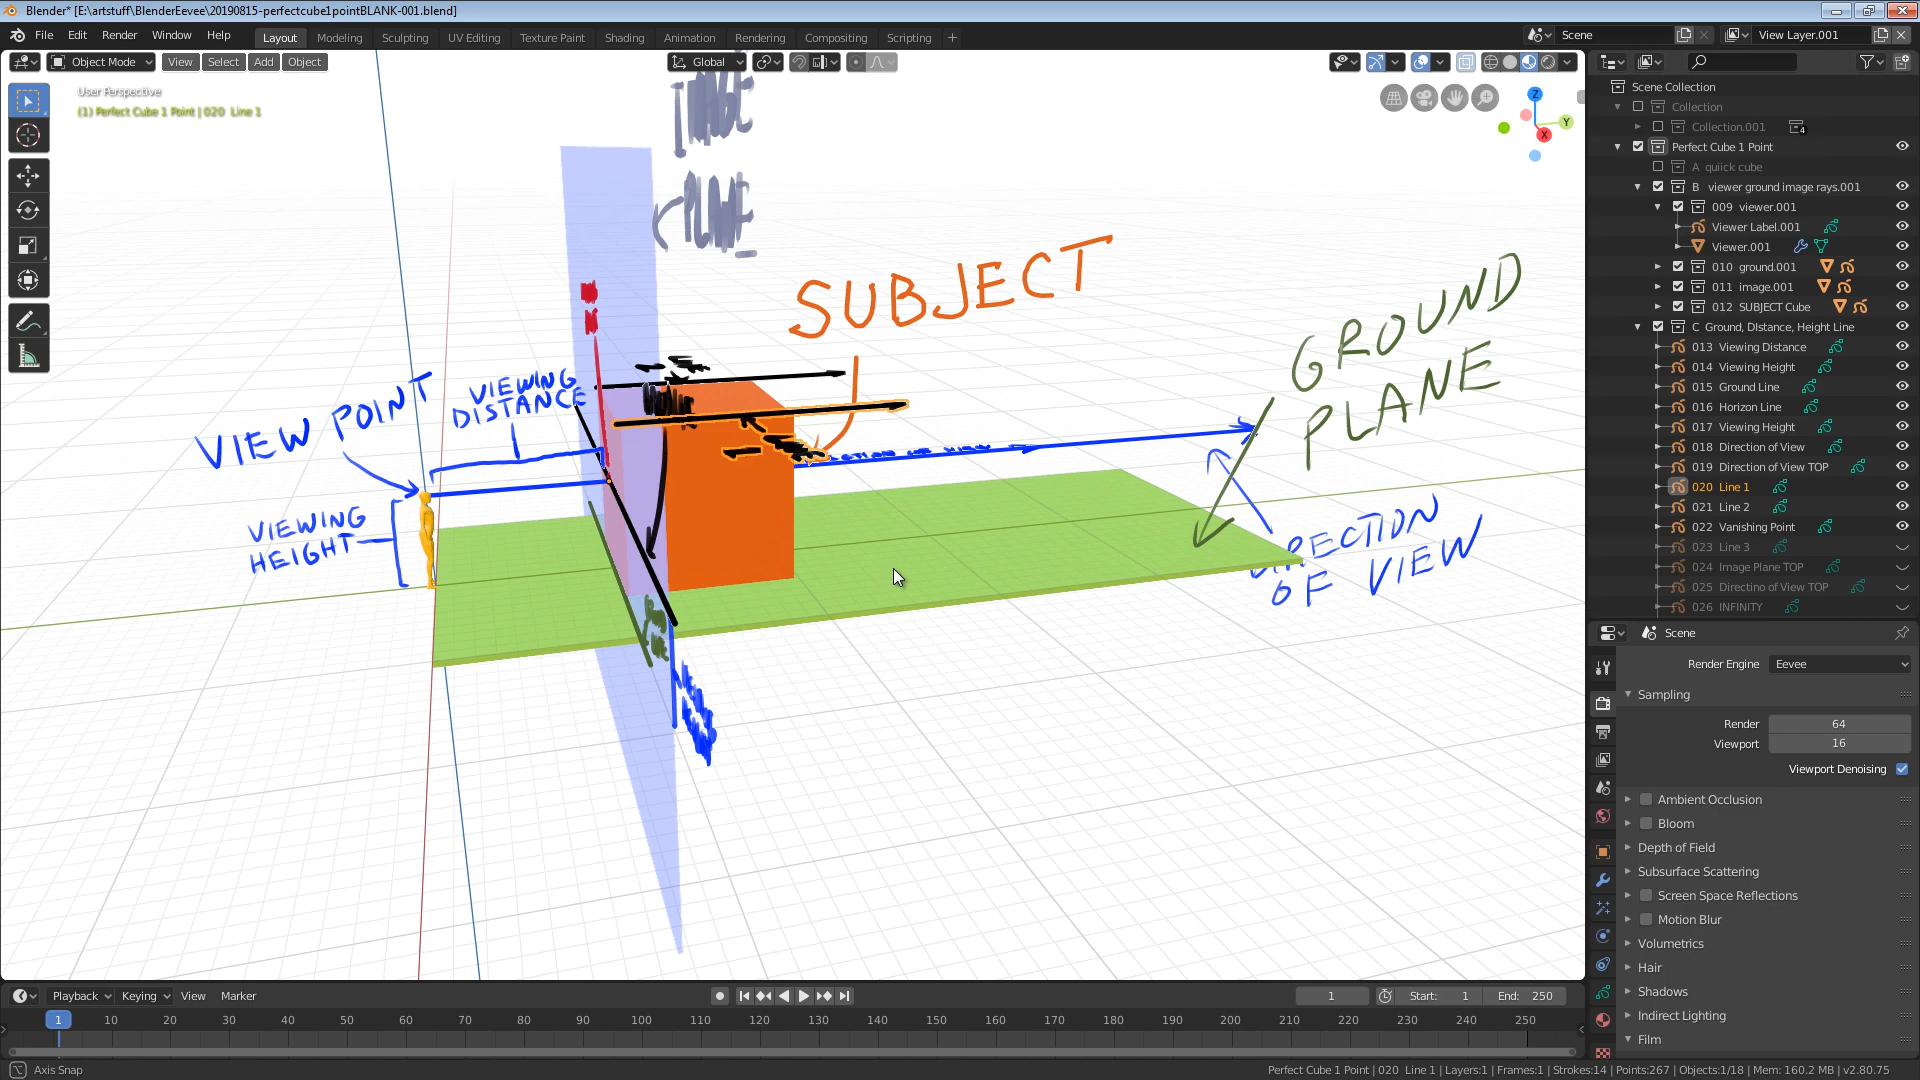 Blender* [E:\artstuff\BlenderEevee\20190815-perfectcube1pointBLANK-001.blend]
File Edit Render Window Help
Layout Modeling Sculpting UV Editing Texture Paint Shading Animation Rendering Compositing Scripting +
Scene
View Layer.001
Object Mode View Select Add Object
Global
User Perspective
(1) Perfect Cube 1 Point | 020 Line 1
Z
Y
X
SUBJECT
GROUND
PLANE
VIEW POINT
VIEWING
DISTANCE
VIEWING
HEIGHT
OF VIEW
Scene Collection
Collection
Collection.001
4
Perfect Cube 1 Point
A quiick cube
B viewer ground image rays.001
009 viewer.001
Viewer Label.001
Viewer.001
010 ground.001
011 image.001
012 SUBJECT Cube
C Ground, DIstance, Height Line
013 Viewing Distance
014 Viewing Height
015 Ground Line
016 Horizon Line
017 Viewing Height
018 Direction of View
019 Direction of View TOP
020 Line 1
021 Line 2
022 Vanishing Point
023 Line 3
024 Image Plane TOP
025 Directino of View TOP
026 INFINITY
Scene
Render Engine Eevee
Sampling
Render 64
Viewport 16
Viewport Denoising
Ambient Occlusion
Bloom
Depth of Field
Subsurface Scattering
Screen Space Reflections
Motion Blur
Volumetrics
Hair
Shadows
Indirect Lighting
Film
Playback Keying View Marker
1 Start: 1 End: 250
1 10 20 30 40 50 60 70 80 90 100 110 120 130 140 150 160 170 180 190 200 210 220 230 240 250
Axis Snap
Perfect Cube 1 Point | 020 Line 1 | Layers:1 | Frames:1 | Strokes:14 | Points:267 | Objects:1/18 | Mem: 160.2 MB | v2.80.75